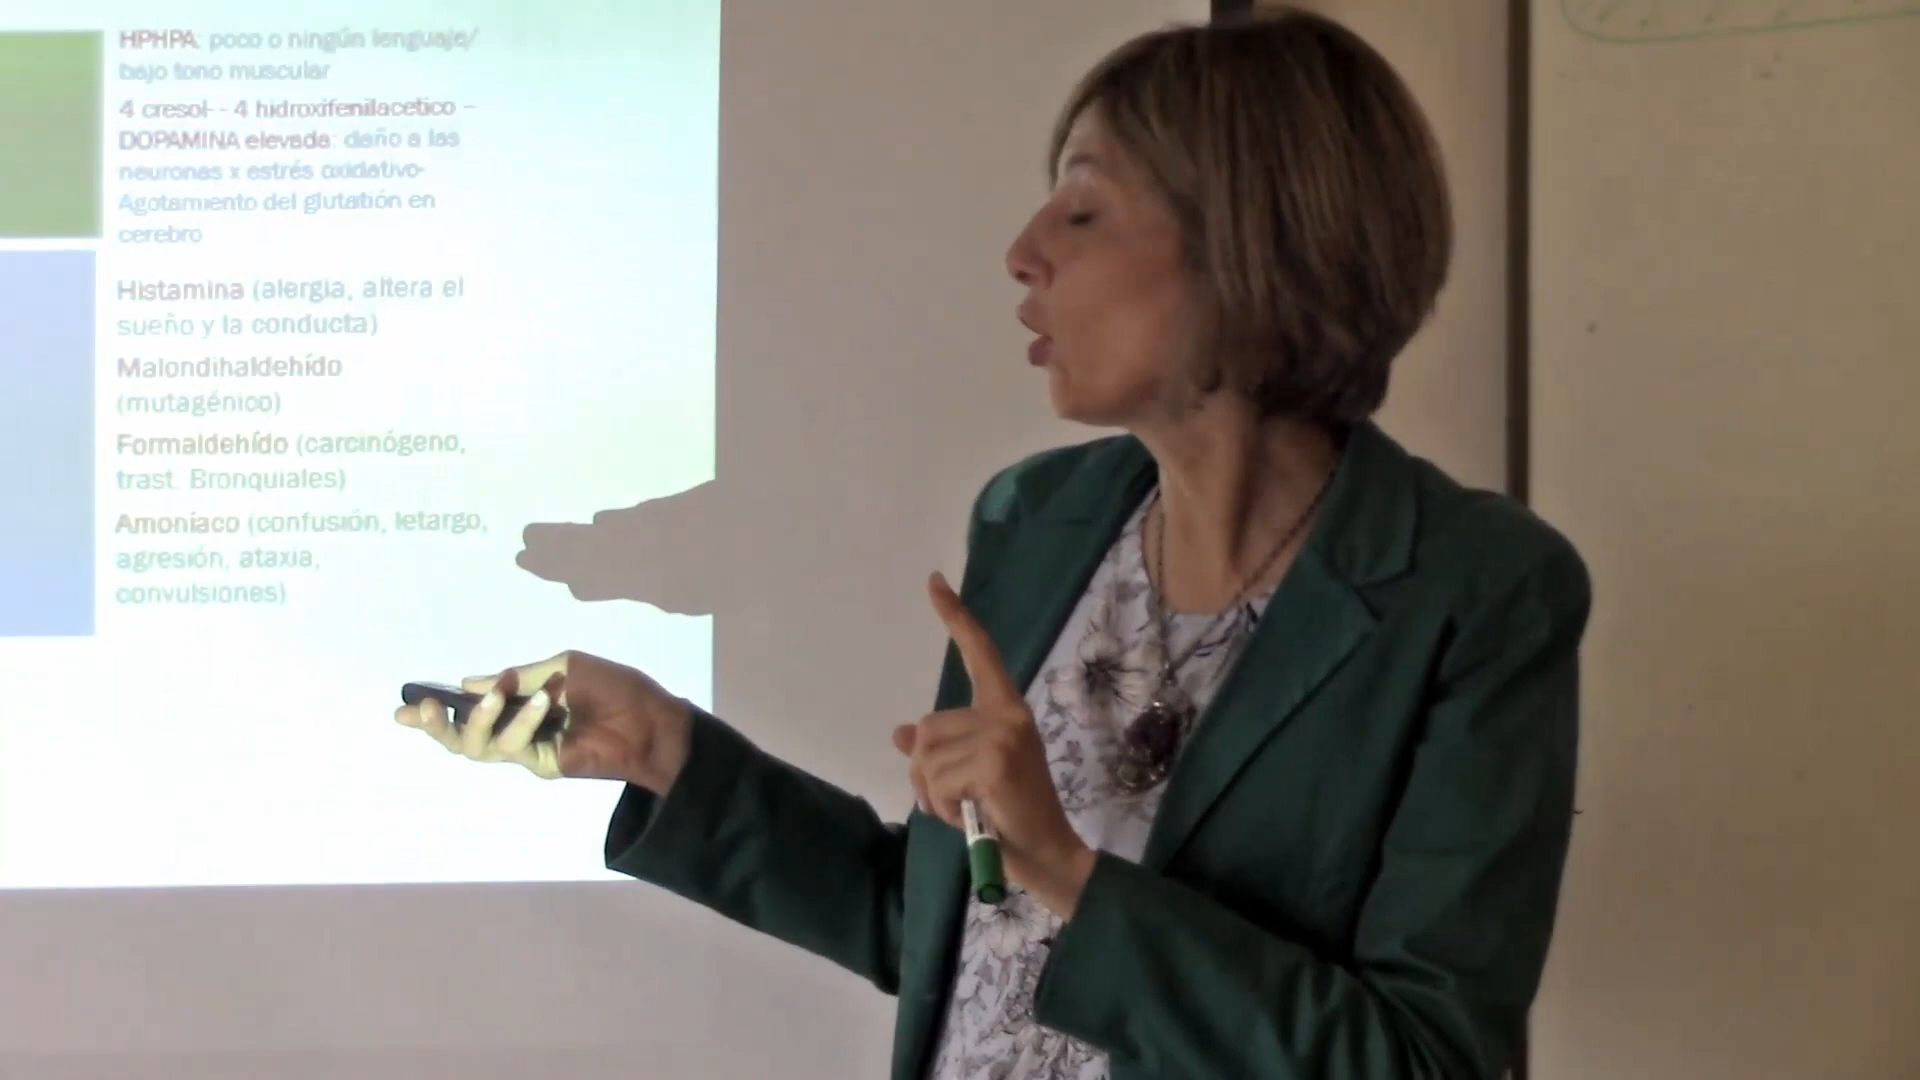 HPHPA: poco o ningún lenguaje/
bajo tono muscular
4 cresol- - 4 hidroxifenilacetico –
DOPAMINA elevada: daño a las
neuronas x estrés oxidativo-
Agotamiento del glutatión en
cerebro
Histamina (alergia, altera el
sueño y la conducta)
Malondihaldehído
(mutagénico)
Formaldehído (carcinógeno,
trast. Bronquiales)
Amoníaco (confusión, letargo,
agresión, ataxia,
convulsiones)